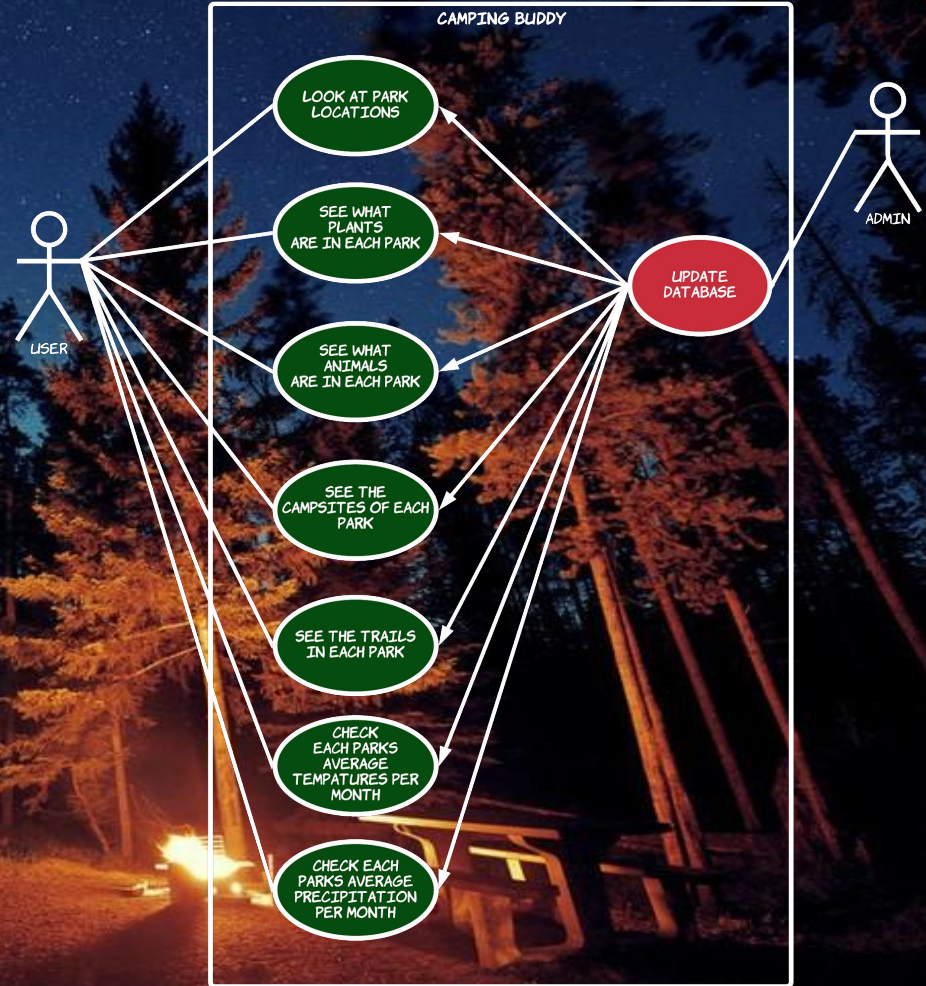 CAMPING BUDDY
LOOK AT PARK
LOCATIONS
ADMIN
SEE WHAT
PLANTS
ARE IN EACH PARK
USER
UPDATE
DATABASE
SEE WHAT
ANIMALS
ARE IN EACH PARK
SEE THE
CAMPSITES OF EACH
PARK
SEE THE TRAILS
IN EACH PARK
CHECK
EACH PARKS
AVERAGE
TEMPATURES PER
MONTH
CHECK EACH
PARKS AVERAGE
PRECIPITATION
PER MONTH